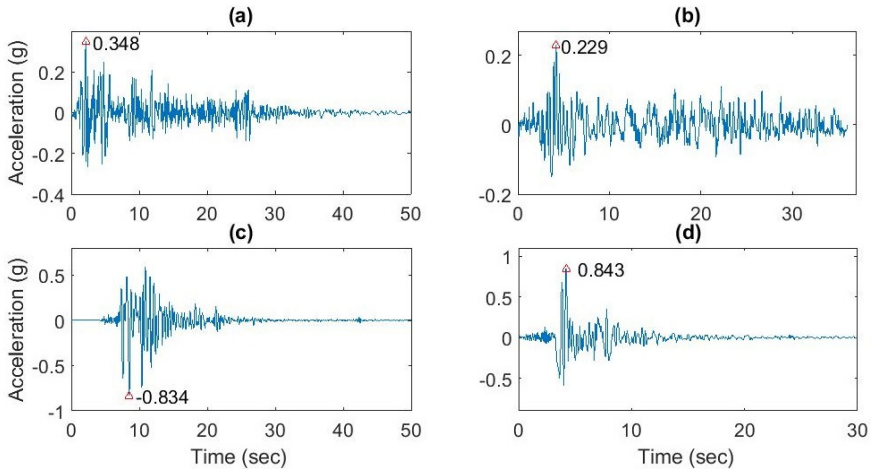 (a)
Acceleration (g)
0.2
0
-0.2
-0.4
0.348
0 10 20 30 40 50
(b)
0.2
0
-0.2
0.229
0 10 20 30
(c)
Acceleration (g)
0.5
0
-0.5
-1
-0.834
0 10 20 30 40 50
Time (sec)
(d)
1
0.5
0
-0.5
0.843
0 10 20 30
Time (sec)